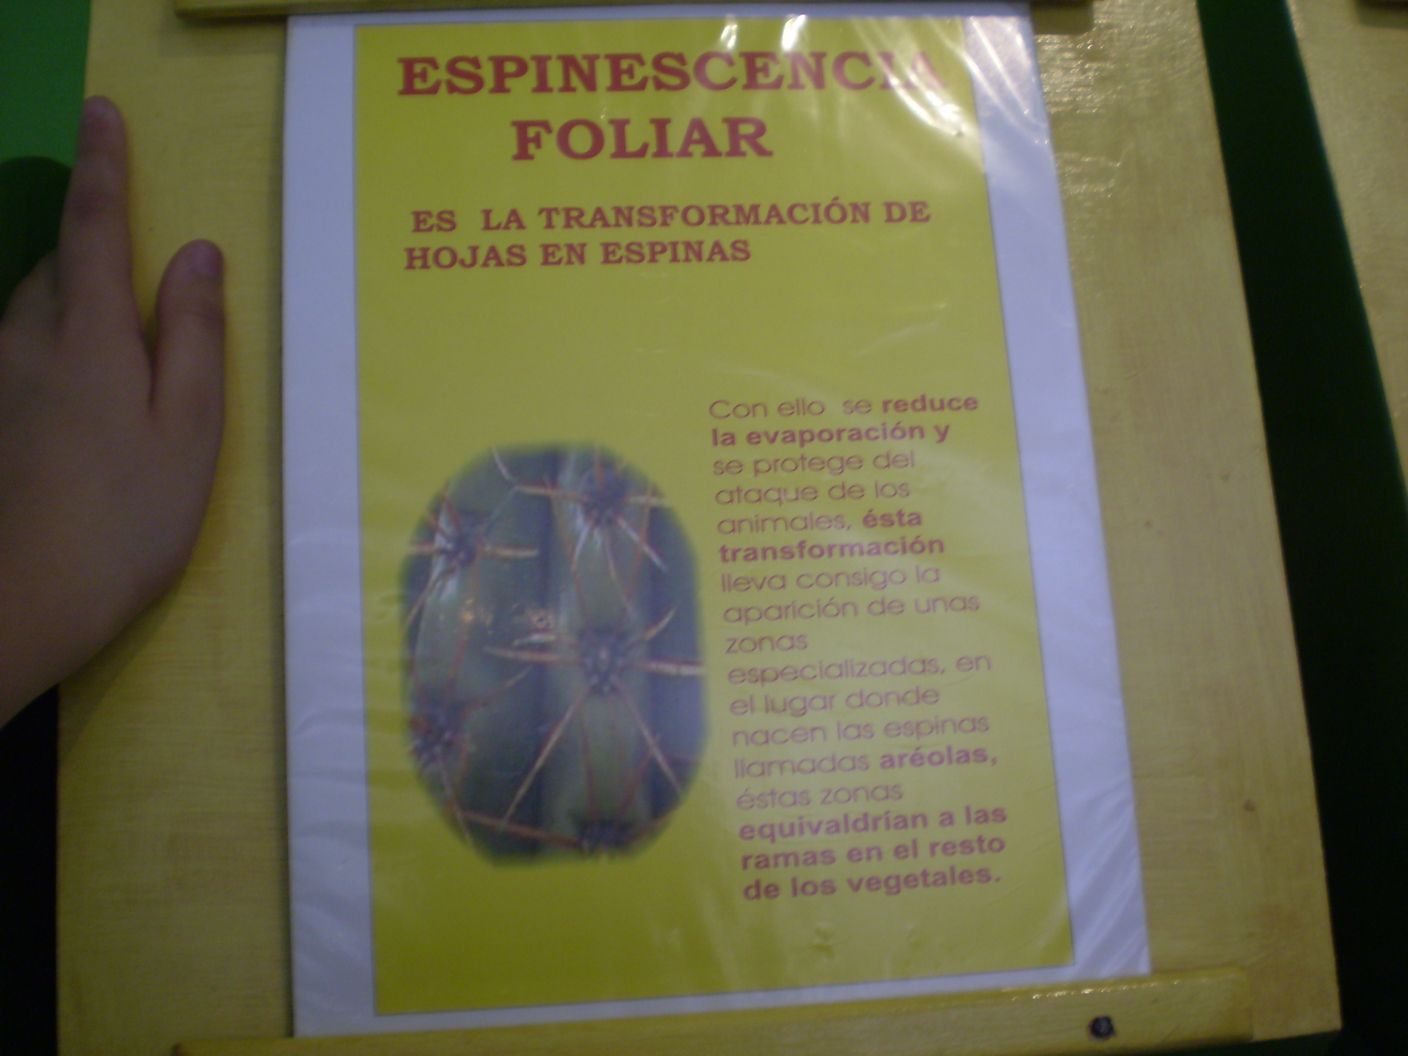 ESPINESCENCIA
FOLIAR
ES LA TRANSFORMACIÓN DE
HOJAS EN ESPINAS
Con ello se reduce
la evaporación y
se protege del
ataque de los
animales, ésta
transformación
lleva consigo la
aparición de unas
zonas
especializadas, en
el lugar donde
nacen las espinas
llamadas aréolas,
éstas zonas
equivaldrían a las
ramas en el resto
de los vegetales.